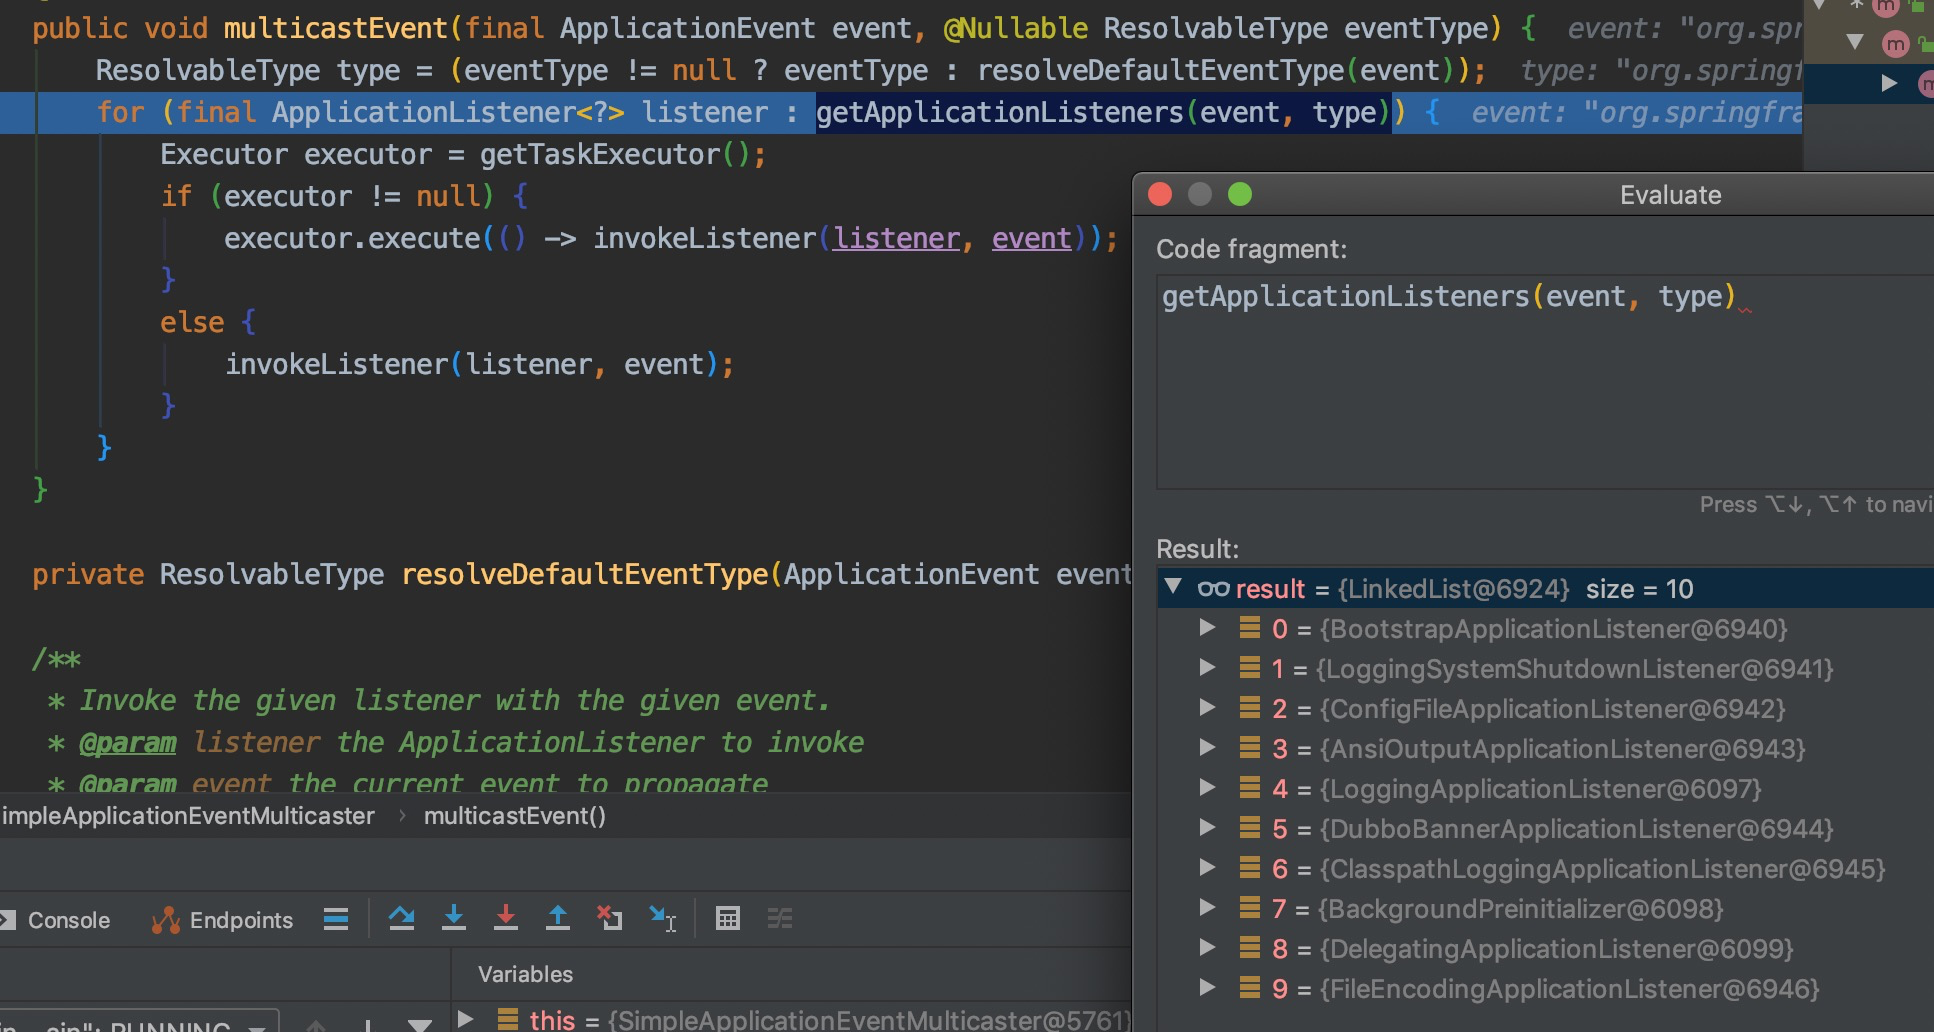 public void multicastEvent(final ApplicationEvent event, @Nullable ResolvableType eventType) { event: "org.spr
ResolvableType type = (eventType != null ? eventType : resolveDefaultEventType(event)); type: "org.springf
for (final ApplicationListener<?> listener : getApplicationListeners(event, type)) { event: "org.springfra
Executor executor = getTaskExecutor();
if (executor != null) {
executor.execute(() -> invokeListener(listener, event));
}
else {
invokeListener(listener, event);
}
}
}
private ResolvableType resolveDefaultEventType(ApplicationEvent event
/**
* Invoke the given listener with the given event.
* @param listener the ApplicationListener to invoke
* @param event the current event to propagate
impleApplicationEventMulticaster › multicastEvent()
Console Endpoints
Variables
this = {SimpleApplicationEventMulticaster@5761}
Evaluate
Code fragment:
getApplicationListeners(event, type)
Press ⌥↓, ⌥↑ to navi
Result:
result = {LinkedList@6924} size = 10
0 = {BootstrapApplicationListener@6940}
1 = {LoggingSystemShutdownListener@6941}
2 = {ConfigFileApplicationListener@6942}
3 = {AnsiOutputApplicationListener@6943}
4 = {LoggingApplicationListener@6097}
5 = {DubboBannerApplicationListener@6944}
6 = {ClasspathLoggingApplicationListener@6945}
7 = {BackgroundPreinitializer@6098}
8 = {DelegatingApplicationListener@6099}
9 = {FileEncodingApplicationListener@6946}